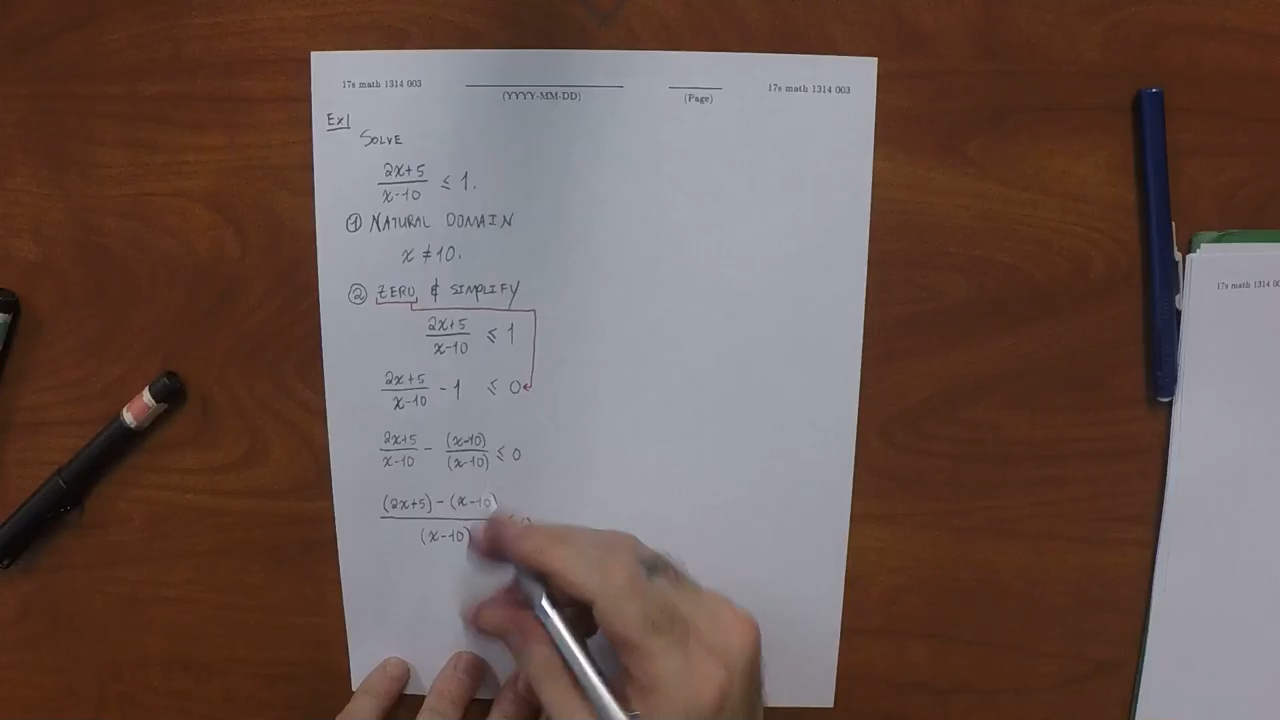 17s math 1314 003 (YYYY-MM-DD) (Page) 17s math 1314 003
Ex1
SOLVE
2x+5
x-10 ≤ 1.
① NATURAL DOMAIN
x ≠ 10.
② ZERO & SIMPLIFY
2x+5
x-10 ≤ 1
2x+5
x-10 - 1 ≤ 0
2x+5 (x-10)
x-10 - (x-10) ≤ 0
(2x+5) - (x-10)
(x-10)
17s math 1314